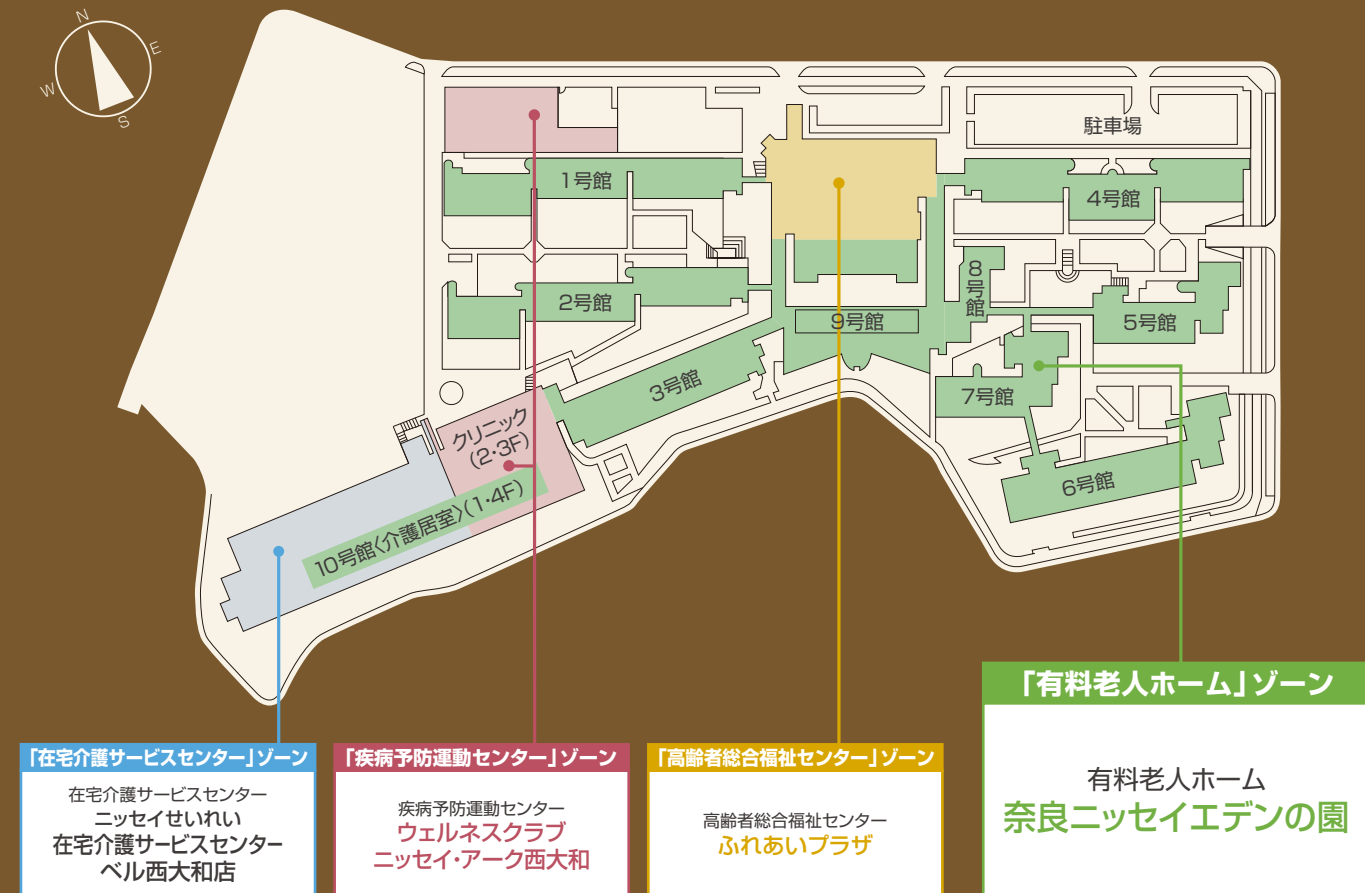 N
E
W
S
駐車場
1号館
4号館
8号館
2号館
9号館
5号館
3号館
7号館
クリニック
(2・3F)
6号館
10号館〈介護居室〉(1・4F)
「有料老人ホーム」ゾーン
有料老人ホーム
奈良ニッセイエデンの園
「在宅介護サービスセンター」ゾーン
在宅介護サービスセンター
ニッセイせいれい
在宅介護サービスセンター
ベル西大和店
「疾病予防運動センター」ゾーン
疾病予防運動センター
ウェルネスクラブ
ニッセイ・アーク西大和
「高齢者総合福祉センター」ゾーン
高齢者総合福祉センター
ふれあいプラザ